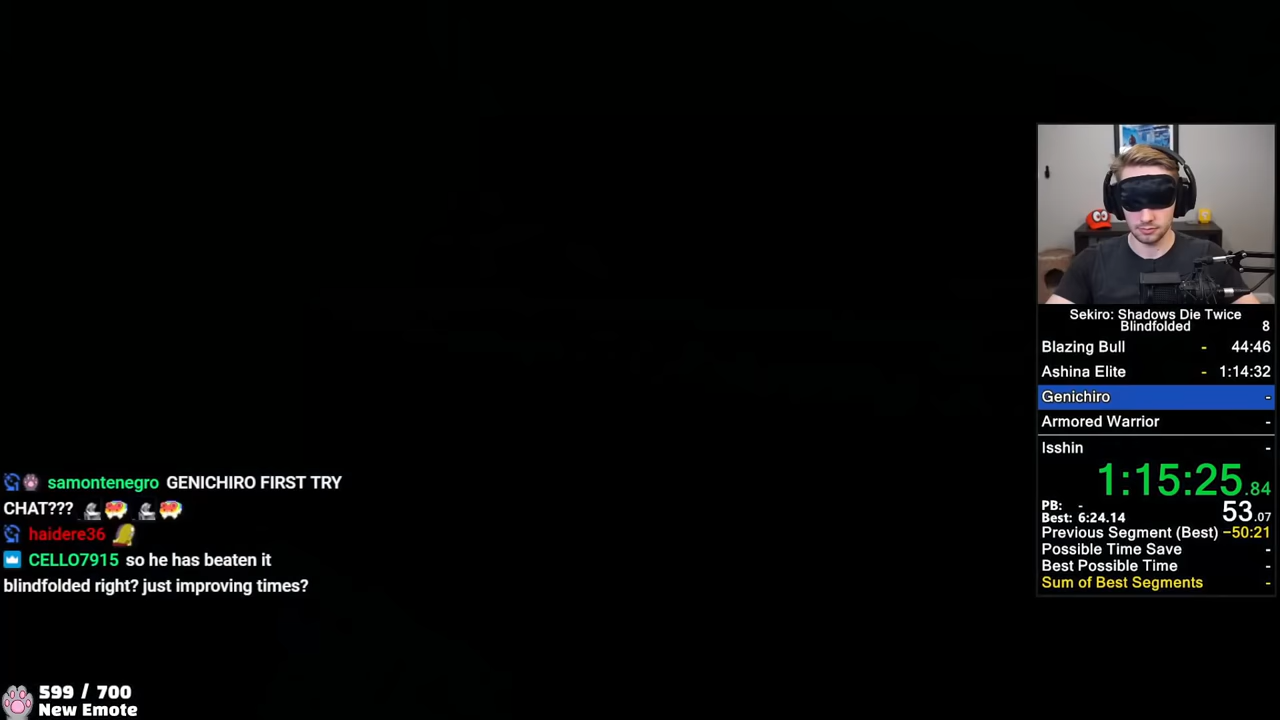 samontenegro GENICHIRO FIRST TRY
CHAT???
haidere36
CELLO7915 so he has beaten it
blindfolded right? just improving times?
599 / 700
New Emote
Sekiro: Shadows Die Twice
Blindfolded 8
Blazing Bull - 44:46
Ashina Elite - 1:14:32
Genichiro -
Armored Warrior -
Isshin -
1:15:25.84
PB: -
Best: 6:24.14 53.07
Previous Segment (Best) −50:21
Possible Time Save -
Best Possible Time -
Sum of Best Segments -